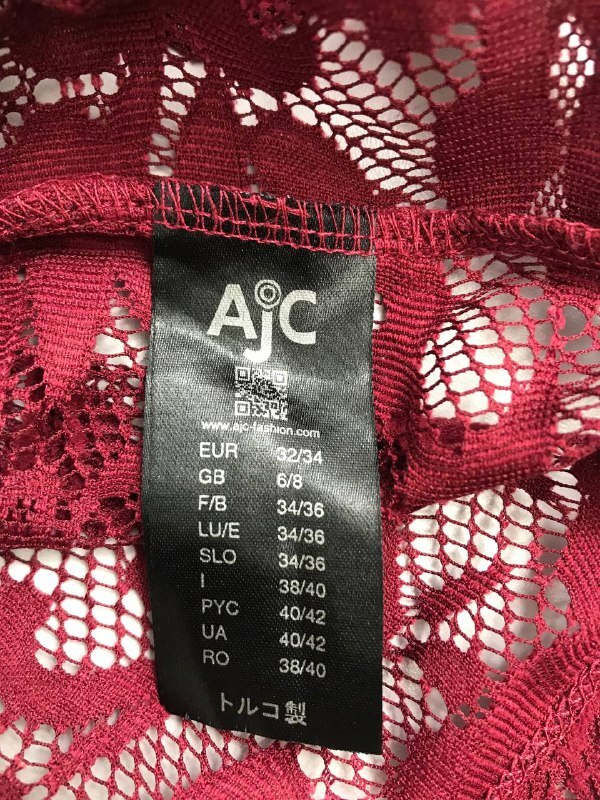 AjC
www.ajc-fashion.com
EUR 32/34
GB 6/8
F/B 34/36
LU/E 34/36
SLO 34/36
I 38/40
PYC 40/42
UA 40/42
RO 38/40
トルコ製